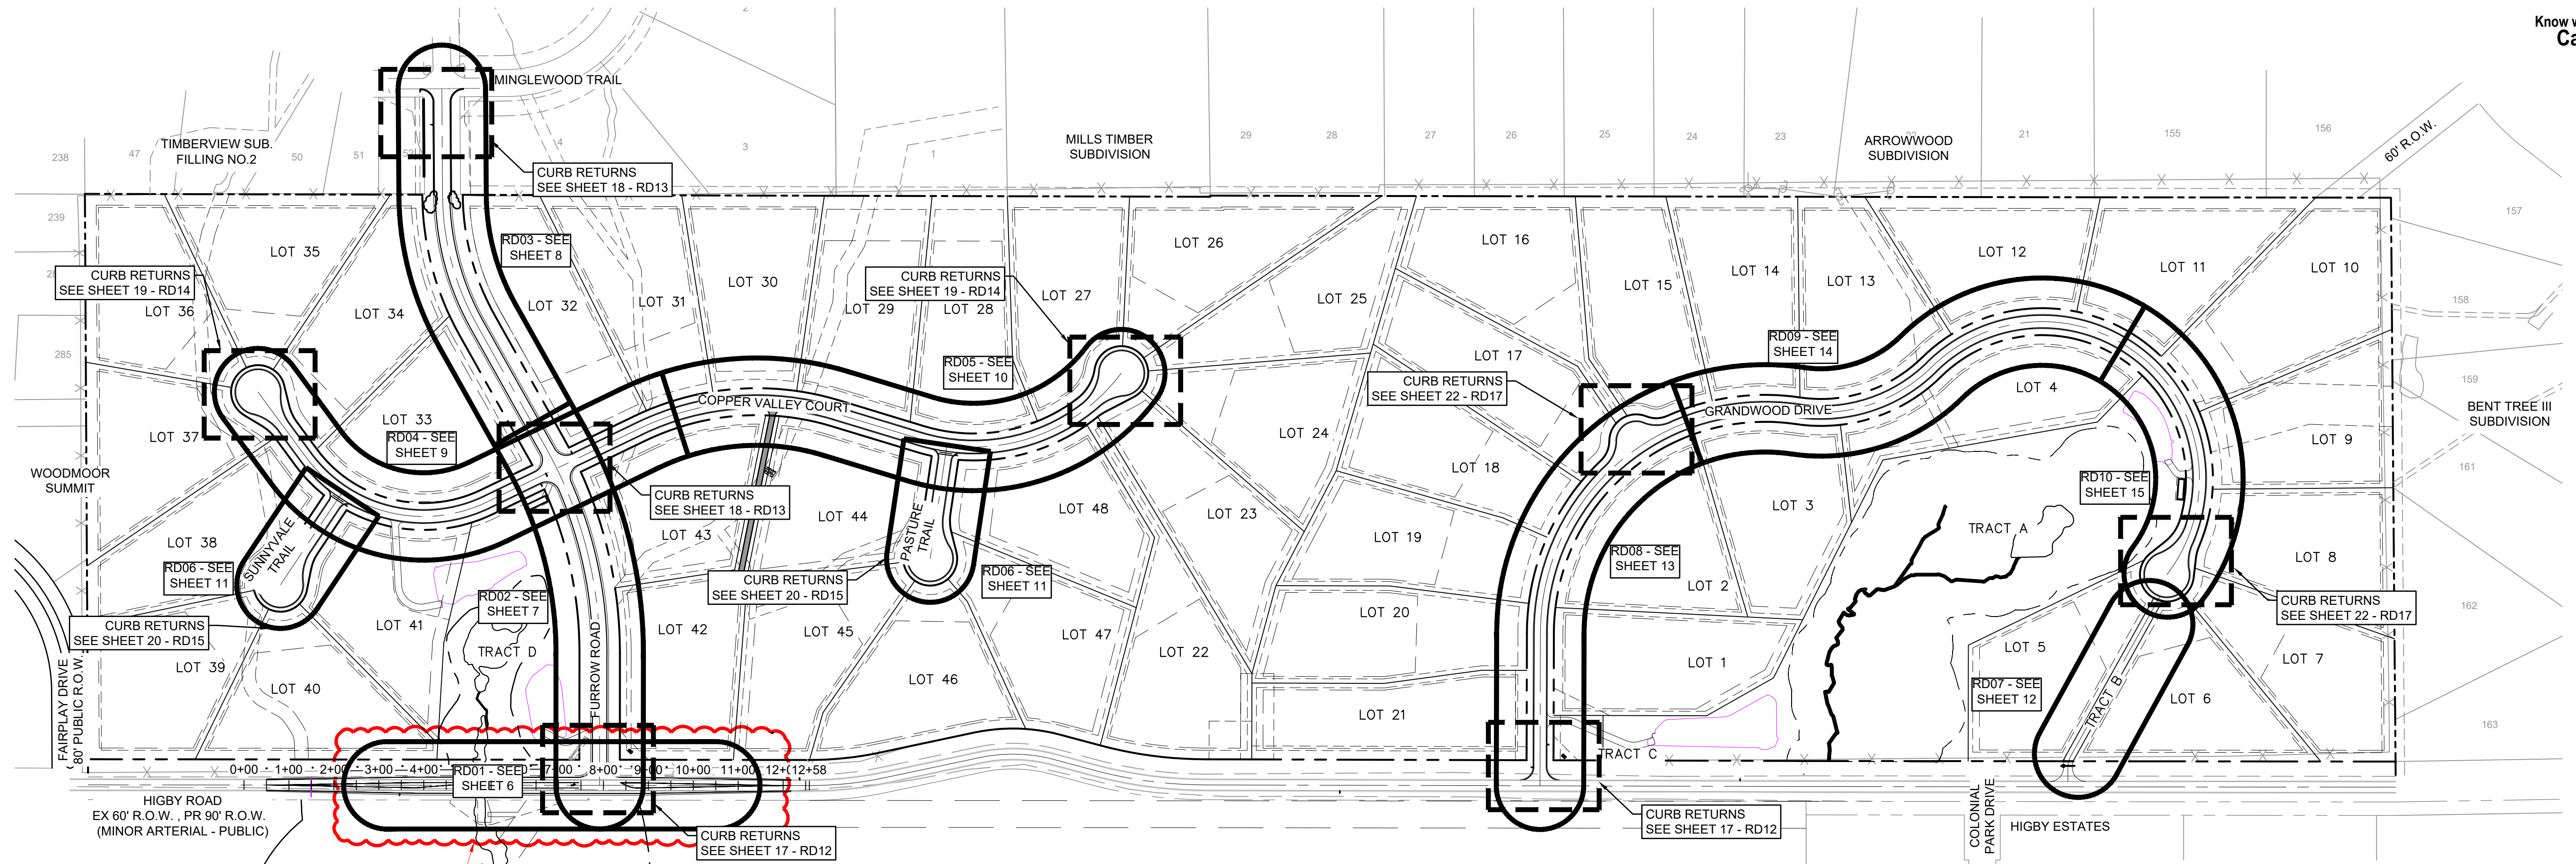 Know w
Ca
2
MINGLEWOOD TRAIL
TIMBERVIEW SUB.
FILLING NO.2
MILLS TIMBER
SUBDIVISION
ARROWWOOD
SUBDIVISION
60' R.O.W.
238
47
50
51
52
4
3
1
29
28
27
26
25
24
23
22
21
155
156
CURB RETURNS
SEE SHEET 18 - RD13
239
157
LOT 35
RD03 - SEE
SHEET 8
LOT 26
LOT 16
LOT 12
LOT 11
LOT 10
CURB RETURNS
SEE SHEET 19 - RD14
LOT 36
LOT 34
LOT 32
LOT 31
LOT 30
CURB RETURNS
SEE SHEET 19 - RD14
LOT 29
LOT 28
LOT 27
LOT 25
LOT 15
LOT 14
LOT 13
158
285
RD05 - SEE
SHEET 10
LOT 17
RD09 - SEE
SHEET 14
159
CURB RETURNS
SEE SHEET 22 - RD17
LOT 4
COPPER VALLEY COURT
GRANDWOOD DRIVE
BENT TREE III
SUBDIVISION
LOT 37
LOT 33
RD04 - SEE
SHEET 9
LOT 24
LOT 9
WOODMOOR
SUMMIT
LOT 18
161
RD10 - SEE
SHEET 15
CURB RETURNS
SEE SHEET 18 - RD13
LOT 44
LOT 48
LOT 23
LOT 3
TRACT A
LOT 38
SUNNYVALE
TRAIL
LOT 43
PASTURE
TRAIL
LOT 19
RD08 - SEE
SHEET 13
LOT 8
RD06 - SEE
SHEET 11
CURB RETURNS
SEE SHEET 20 - RD15
RD06 - SEE
SHEET 11
LOT 2
RD02 - SEE
SHEET 7
LOT 20
CURB RETURNS
SEE SHEET 22 - RD17
162
CURB RETURNS
SEE SHEET 20 - RD15
LOT 41
LOT 42
LOT 45
LOT 47
LOT 5
TRACT D
FURROW ROAD
LOT 22
LOT 1
LOT 7
LOT 39
LOT 40
LOT 46
RD07 - SEE
SHEET 12
TRACT B
LOT 6
FAIRPLAY DRIVE
80' PUBLIC R.O.W.
LOT 21
163
TRACT C
0+00
1+00
2+00
3+00
4+00
RD01 - SEE
SHEET 6
7+00
8+00
9+00
10+00
11+00
12+58
HIGBY ROAD
EX 60' R.O.W. , PR 90' R.O.W.
(MINOR ARTERIAL - PUBLIC)
CURB RETURNS
SEE SHEET 17 - RD12
CURB RETURNS
SEE SHEET 17 - RD12
COLONIAL
PARK DRIVE
HIGBY ESTATES